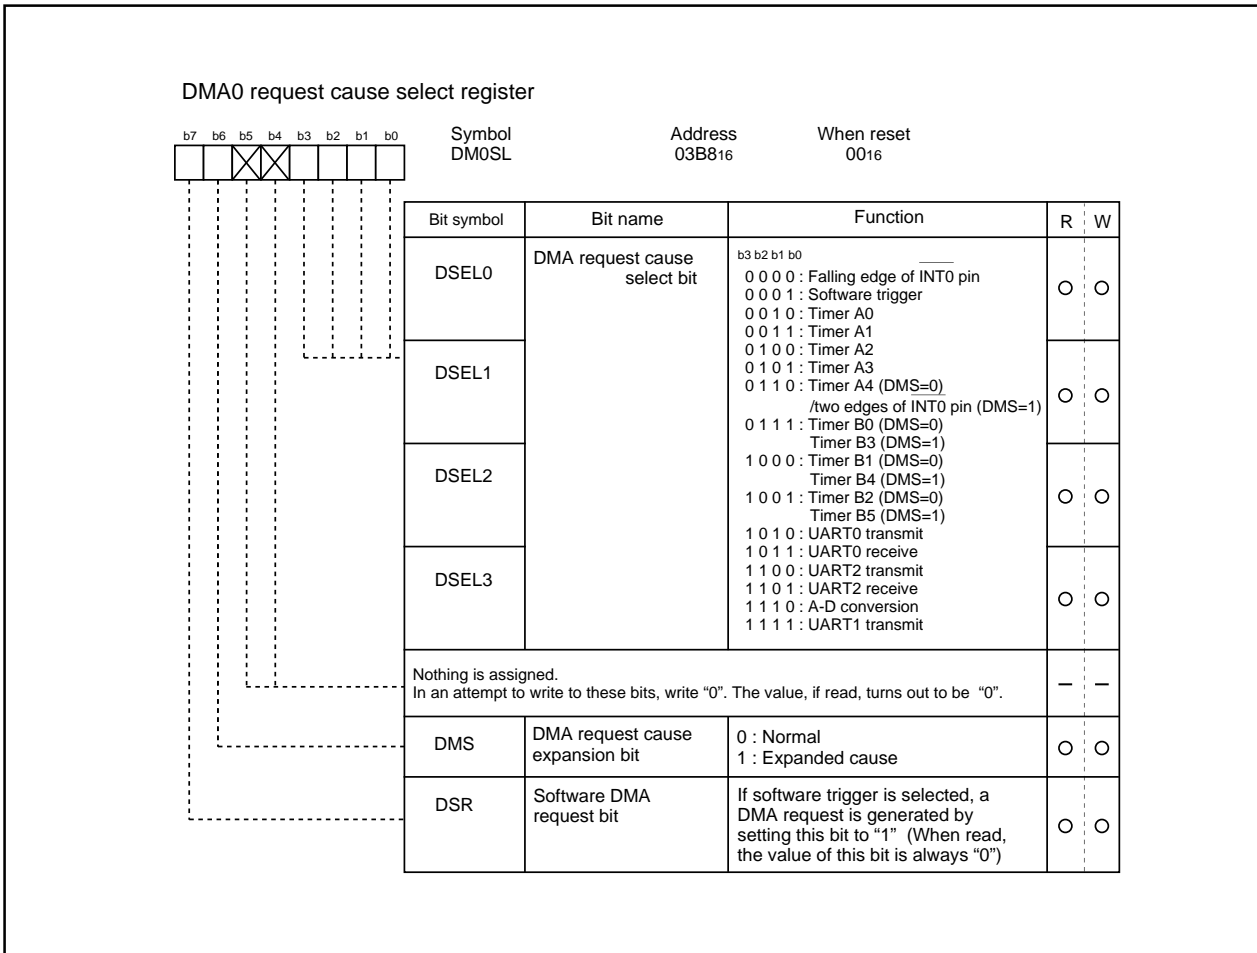 DMA0 request cause select register
b7 b6 b5 b4 b3 b2 b1 b0
Symbol Address When reset
DM0SL 03B816 0016
Bit symbol Bit name Function R W
DSEL0 DMA request cause select bit
b3 b2 b1 b0
0 0 0 0 : Falling edge of INT0 pin
0 0 0 1 : Software trigger
0 0 1 0 : Timer A0
0 0 1 1 : Timer A1
0 1 0 0 : Timer A2
DSEL1
0 1 0 1 : Timer A3
0 1 1 0 : Timer A4 (DMS=0)
/two edges of INT0 pin (DMS=1)
0 1 1 1 : Timer B0 (DMS=0)
Timer B3 (DMS=1)
1 0 0 0 : Timer B1 (DMS=0)
DSEL2
Timer B4 (DMS=1)
1 0 0 1 : Timer B2 (DMS=0)
Timer B5 (DMS=1)
1 0 1 0 : UART0 transmit
1 0 1 1 : UART0 receive
1 1 0 0 : UART2 transmit
DSEL3
1 1 0 1 : UART2 receive
1 1 1 0 : A-D conversion
1 1 1 1 : UART1 transmit
Nothing is assigned.
In an attempt to write to these bits, write “0”. The value, if read, turns out to be “0”.
– –
DMS
DMA request cause
expansion bit
0 : Normal
1 : Expanded cause
DSR
Software DMA
request bit
If software trigger is selected, a
DMA request is generated by
setting this bit to “1” (When read,
the value of this bit is always “0”)